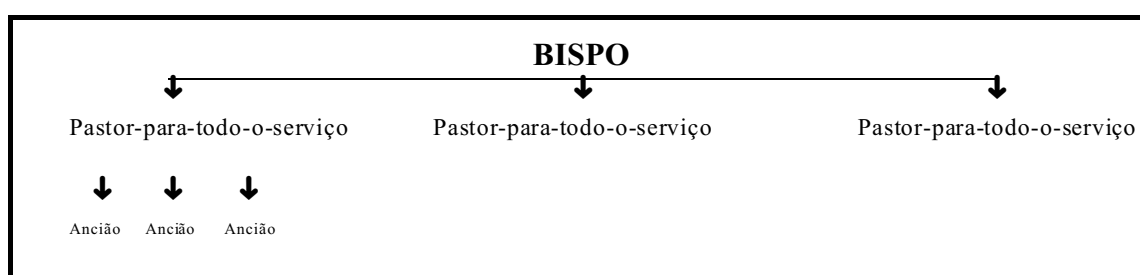 BISPO
Pastor-para-todo-o-serviço Pastor-para-todo-o-serviço Pastor-para-todo-o-serviço
Ancião Ancião Ancião